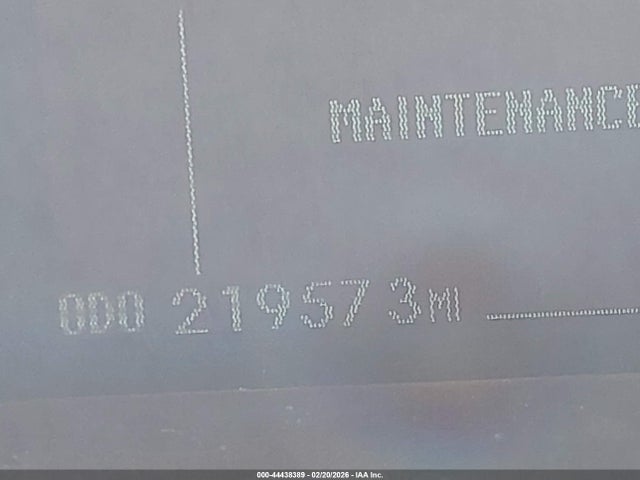 MAINTENANCE
ODO 219573MI
000-44438389 - 02/20/2026 - IAA Inc.